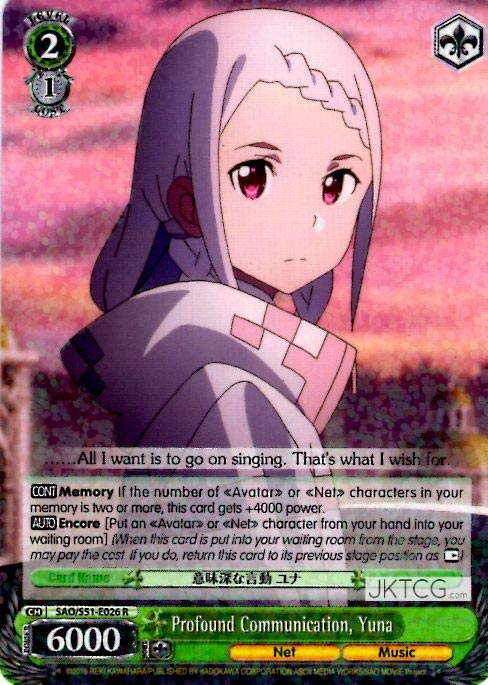 LEVEL
2
1
COST
……All I want is to go on singing. That's what I wish for.
CONT Memory If the number of «Avatar» or «Net» characters in your
memory is two or more, this card gets +4000 power.
AUTO Encore [Put an «Avatar» or «Net» character from your hand into your
waiting room] (When this card is put into your waiting room from the stage, you
may pay the cost. If you do, return this card to its previous stage position as)
Card Name
意味深な言動 ユナ
JKTCG.com
CH SAO/S51-E026 R
Profound Communication, Yuna
POWER
6000
Net
Music